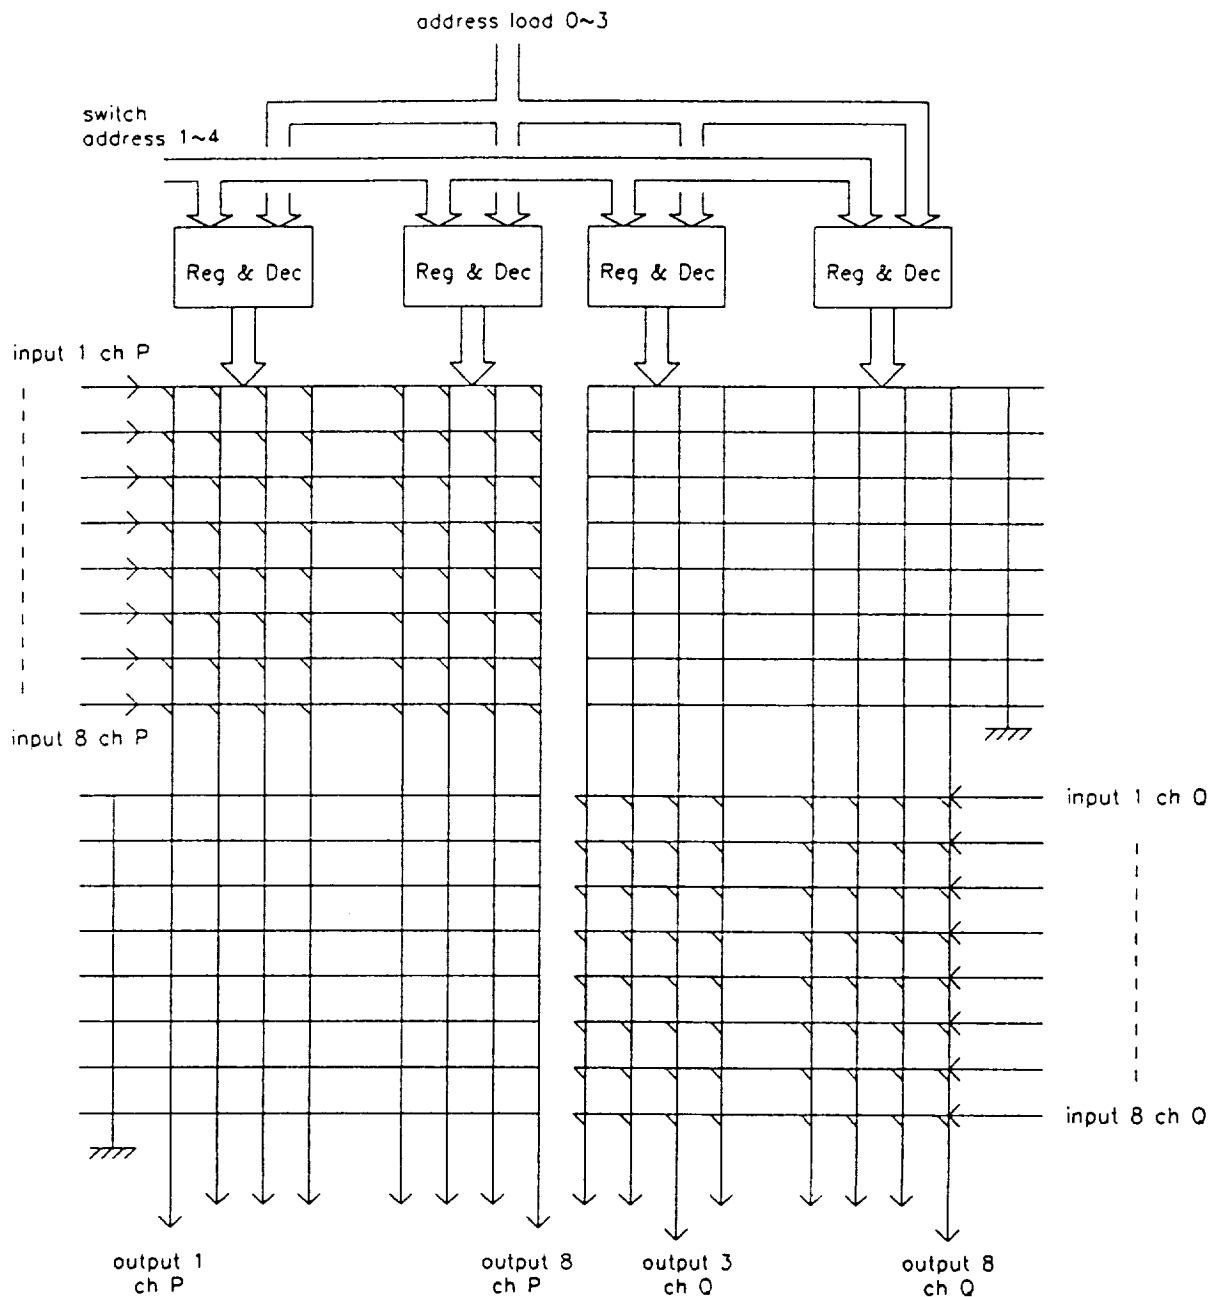 address load 0~3
switch
address 1~4
Reg & Dec
Reg & Dec
Reg & Dec
Reg & Dec
input 1 ch P
input 8 ch P
input 1 ch Q
input 8 ch Q
output 1
ch P
output 8
ch P
output 3
ch Q
output 8
ch Q